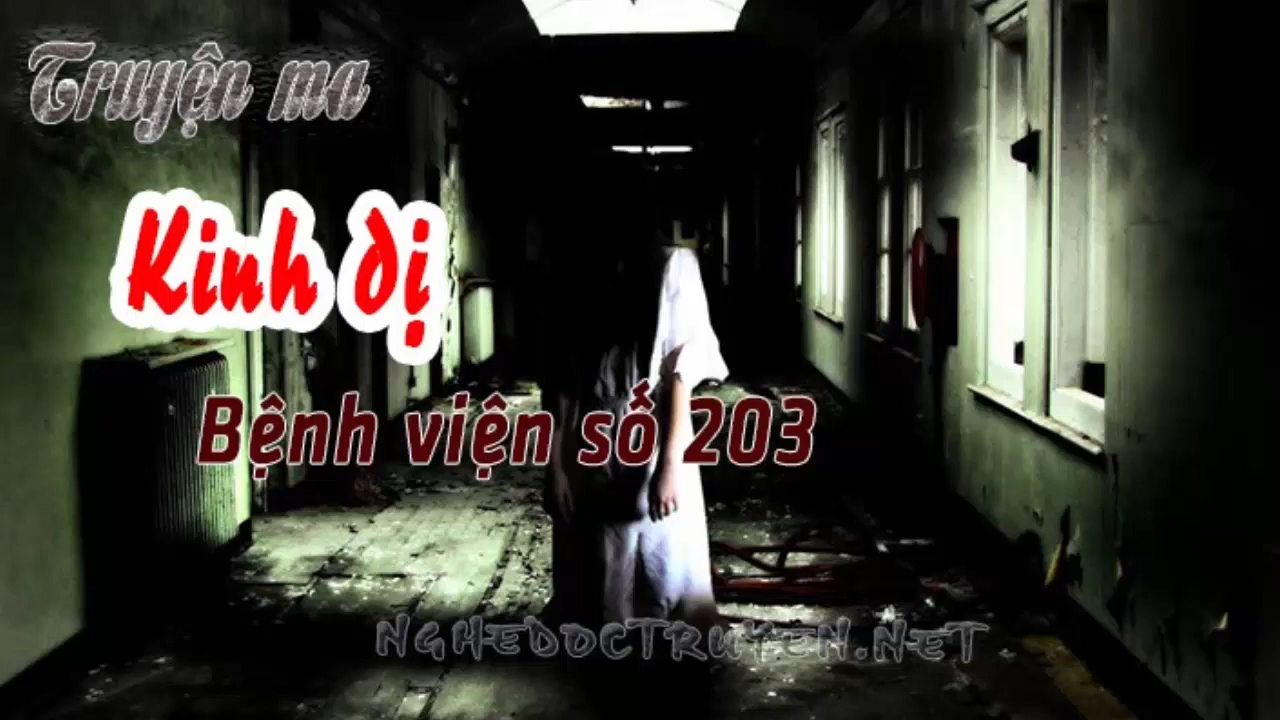 Truyện ma
Kinh dị
Bệnh viện số 203
NGHEDOCTRUYEN.NET